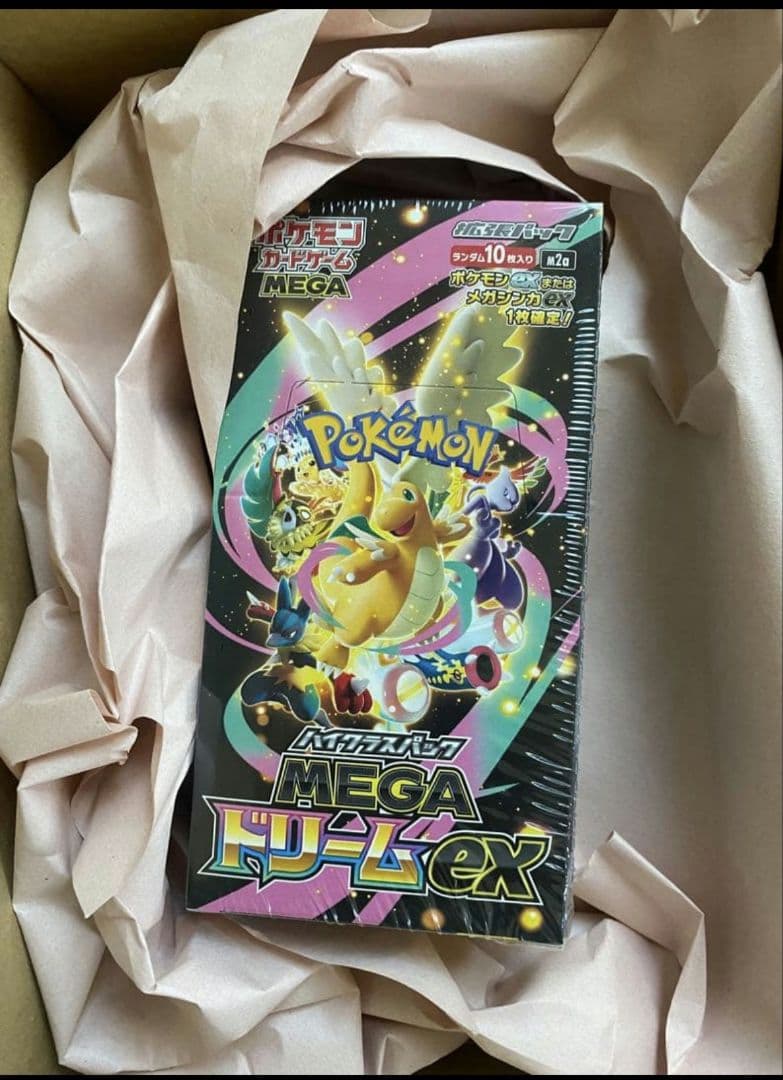 ポケモン
カードゲーム
MEGA
拡張パック
ランダム10枚入り M2a
ポケモンexまたは
メガシンカex
1枚確定!
POKéMON
ハイクラスパック
MEGA
ドリームex